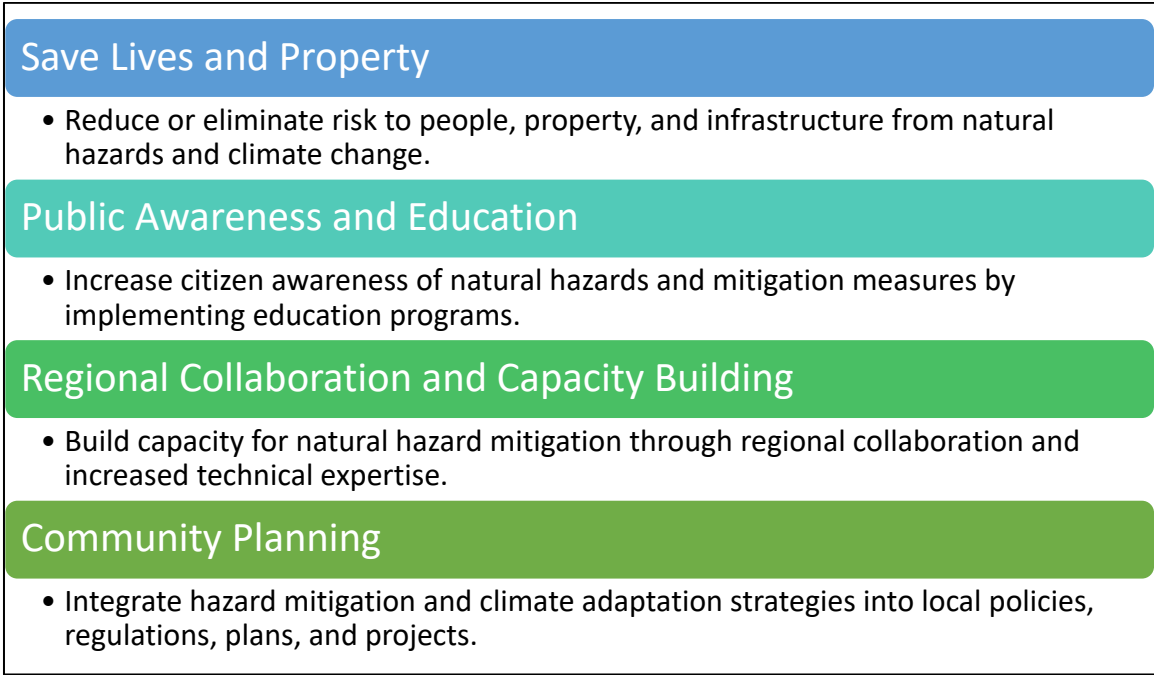 Save Lives and Property
• Reduce or eliminate risk to people, property, and infrastructure from natural
hazards and climate change.
Public Awareness and Education
• Increase citizen awareness of natural hazards and mitigation measures by
implementing education programs.
Regional Collaboration and Capacity Building
• Build capacity for natural hazard mitigation through regional collaboration and
increased technical expertise.
Community Planning
• Integrate hazard mitigation and climate adaptation strategies into local policies,
regulations, plans, and projects.